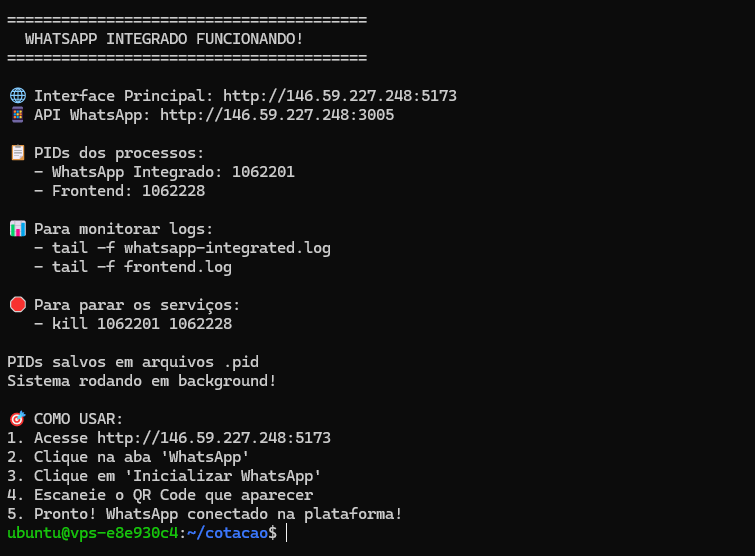 ========================================
WHATSAPP INTEGRADO FUNCIONANDO!
========================================
🌐 Interface Principal: http://146.59.227.248:5173
📱 API WhatsApp: http://146.59.227.248:3005
📋 PIDs dos processos:
- WhatsApp Integrado: 1062201
- Frontend: 1062228
📊 Para monitorar logs:
- tail -f whatsapp-integrated.log
- tail -f frontend.log
🛑 Para parar os serviços:
- kill 1062201 1062228
PIDs salvos em arquivos .pid
Sistema rodando em background!
🎯 COMO USAR:
1. Acesse http://146.59.227.248:5173
2. Clique na aba 'WhatsApp'
3. Clique em 'Inicializar WhatsApp'
4. Escaneie o QR Code que aparecer
5. Pronto! WhatsApp conectado na plataforma!
ubuntu@vps-e8e930c4:~/cotacao$